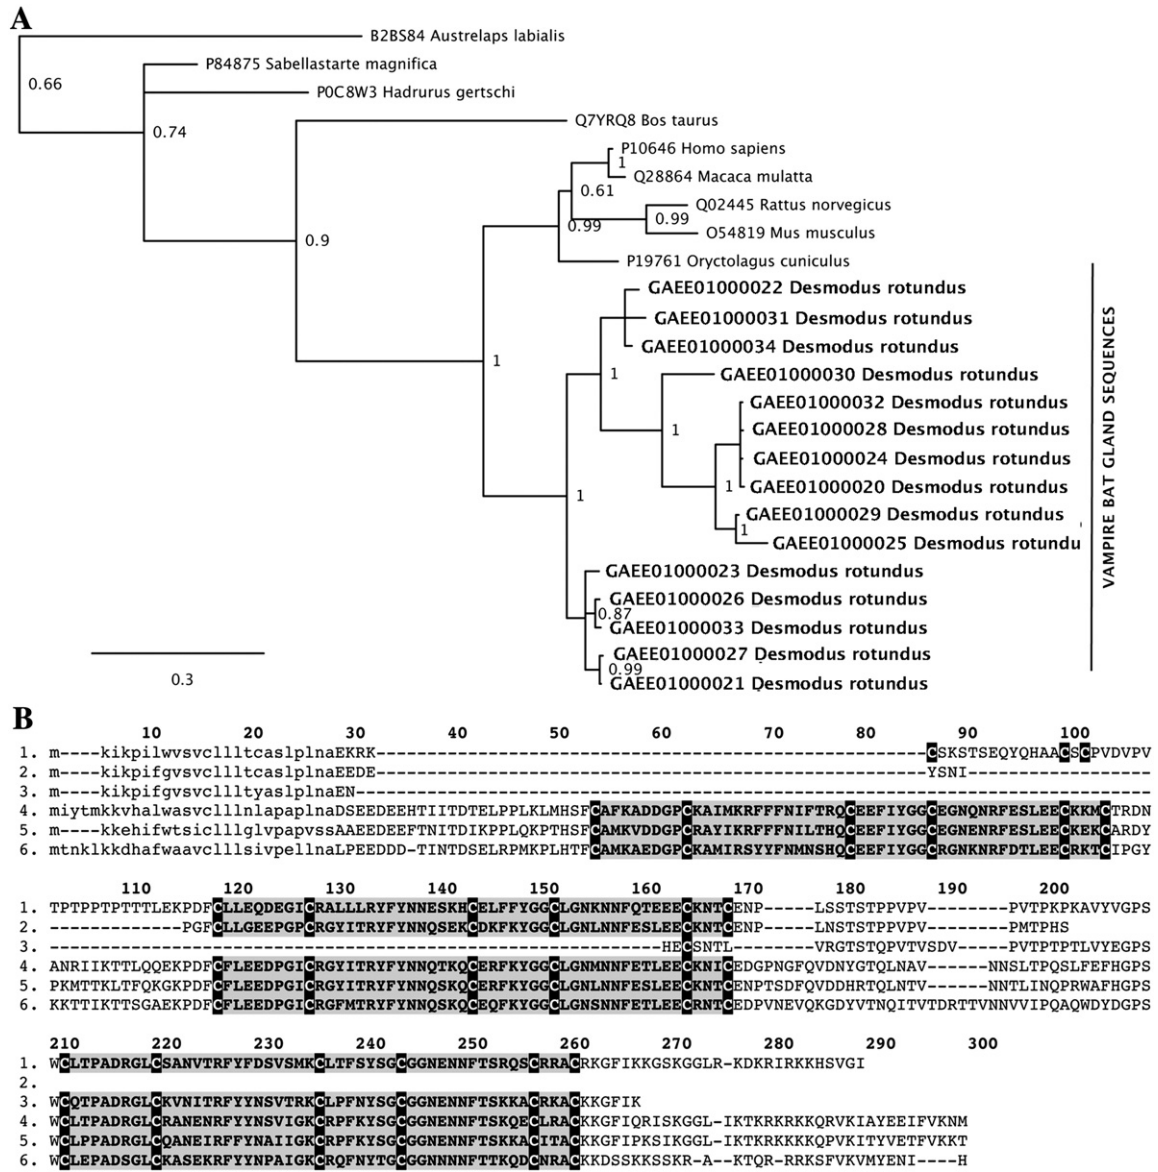 A
B2BS84 Austrelaps labialis
P84875 Sabellastarte magnifica
0.66
P0C8W3 Hadrurus gertschi
Q7YRQ8 Bos taurus
0.74
P10646 Homo sapiens
1
Q28864 Macaca mulatta
0.61
Q02445 Rattus norvegicus
0.99
0.99
O54819 Mus musculus
0.9
P19761 Oryctolagus cuniculus
GAEE01000022 Desmodus rotundus
GAEE01000031 Desmodus rotundus
GAEE01000034 Desmodus rotundus
1
1
GAEE01000030 Desmodus rotundus
GAEE01000032 Desmodus rotundus
1
GAEE01000028 Desmodus rotundus
GAEE01000024 Desmodus rotundus
1
GAEE01000020 Desmodus rotundus
1
GAEE01000029 Desmodus rotundus
1
GAEE01000025 Desmodus rotundu
GAEE01000023 Desmodus rotundus
GAEE01000026 Desmodus rotundus
0.87
GAEE01000033 Desmodus rotundus
GAEE01000027 Desmodus rotundus
0.99
GAEE01000021 Desmodus rotundus
VAMPIRE BAT GLAND SEQUENCES
0.3
B
10 20 30 40 50 60 70 80 90 100
1. m----kikpilwvsvcllltcaslplnaEKRK------------------------------------------------------CSKSTSEQYQHAACSCPVDVPV
2. m----kikpifgvsvcllltcaslplnaEEDE------------------------------------------------------YSNI------------------
3. m----kikpifgvsvcllltyaslplnaEN--------------------------------------------------------------------------------
4. miytmkkvhalwasvclllnlapaplnaDSEEDEEHTIITDTELPPLKLMHSFCAFKADDGPCKAIMKRFFFNIFTRQCEEFIYGGCEGNQNRFESLEECKKMCTRDN
5. m----kkehifwtsiclllglvpapvssAAEEDEEFTNITDIKPPLQKPTHSFCAMKVDDGPCRAYIKRFFFNILTHQCEEFIYGGCEGNENRFESLEECKEKCARDY
6. mtnklkkdhafwaavclllsivpellnaLPEEDDD-TINTDSELRPMKPLHTFCAMKAEDGPCKAMIRSYYFNMNSHQCEEFIYGGCRGNKNRFDTLEECRKTCIPGY
110 120 130 140 150 160 170 180 190 200
1. TPTPPTPTTTLEKPDFCLLEQDEGICRALLLRYFYNNESKHCELFFYGGCLGNKNNFQTEEECKNTCENP-----LSSTSTPPVPV--------PVTPKPKAVYVGPS
2. -------------PGFCLLGEEPGPCRGYITRYFYNNQSEKCDKFKYGGCLGNLNNFESLEECKNTCENP-----LNSTSTPPVPV--------PMTPHS
3. ------------------------------------------------------------HECSNTL--------VRGTSTQPVTVSDV-----PVTPTPTLVYEGPS
4. ANRIIKTTLQQEKPDFCFLEEDPGICRGYITRYFYNNQTKQCERFKYGGCLGNMNNFETLEECKNICEDGPNGFQVDNYGTQLNAV------NNSLTPQSLFEFHGPS
5. PKMTTKLTFQKGKPDFCFLEEDPGICRGYITRYFYNNQSKQCERFKYGGCLGNLNNFESLEECKNTCENPTSDFQVDDHRTQLNTV------NNTLINQPRWAFHGPS
6. KKTTIKTTSGAEKPDFCFLEEDPGICRGFMTRYFYNNQSKQCEQFKYGGCLGNSNNFETLEECRNTCEDPVNEVQKGDYVTNQITVTDRTTVNNVVIPQAQWDYDGPS
210 220 230 240 250 260 270 280 290 300
1. WCLTPADRGLCSANVTRFYFDSVSMKCLTFSYSGCGGNENNFTSRQSCRRACRKGFIKKGSKGGLR-KDKRIRKKHSVGI
2.
3. WCQTPADRGLCKVNITRFYYNSVTRKCLPFNYSGCGGNENNFTSKKACRKACKKGFIK
4. WCLTPADRGLCRANENRFYYNSVIGKCRPFKYSGCGGNENNFTSKQECLRACKKGFIQRISKGGL-IKTKRKRKKQRVKIAYEEIFVKNM
5. WCLPPADRGLCQANEIRFYYNAIIGKCRPFKYSGCGGNENNFTSKKACITACKKGFIPKSIKGGL-IKTKRKKKKQPVKITYVETFVKKT
6. WCLEPADSGLCKASEKRFYYNPAIGKCRQFNYTGCGGNNNNFTTKQDCNRACKKDSSKKSSKR-A--KTQR-RRKSFVKVMYENI-----H